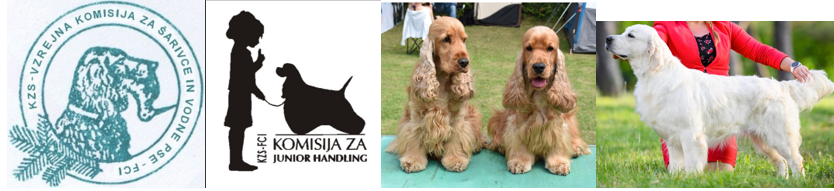 KZS - VZREJNA KOMISIJA ZA ŠARIVCE IN VODNE PSE - FCI
KZS-FCI
KOMISIJA ZA
JUNIOR HANDLING